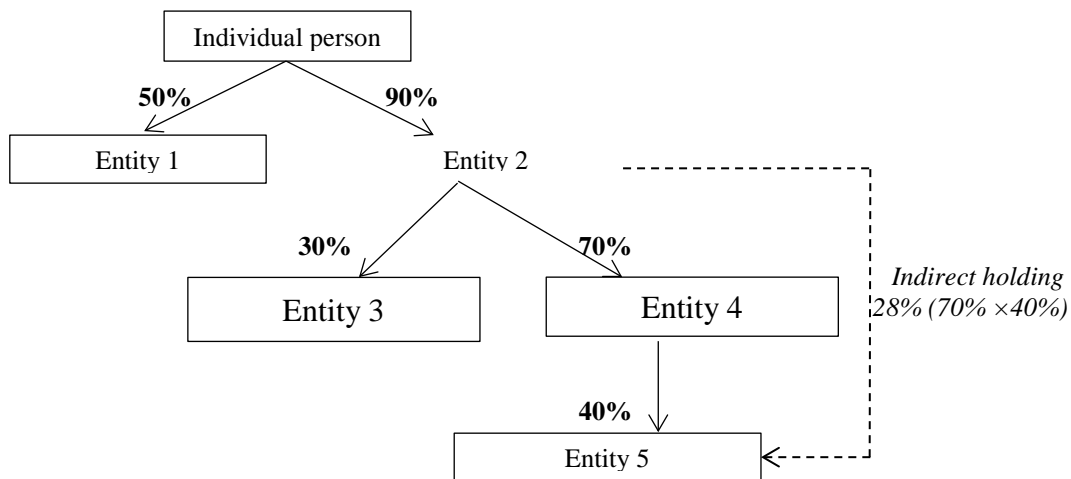 Individual person
50%
90%
Entity 1
Entity 2
30%
70%
Entity 3
Entity 4
Indirect holding
28% (70% ×40%)
40%
Entity 5